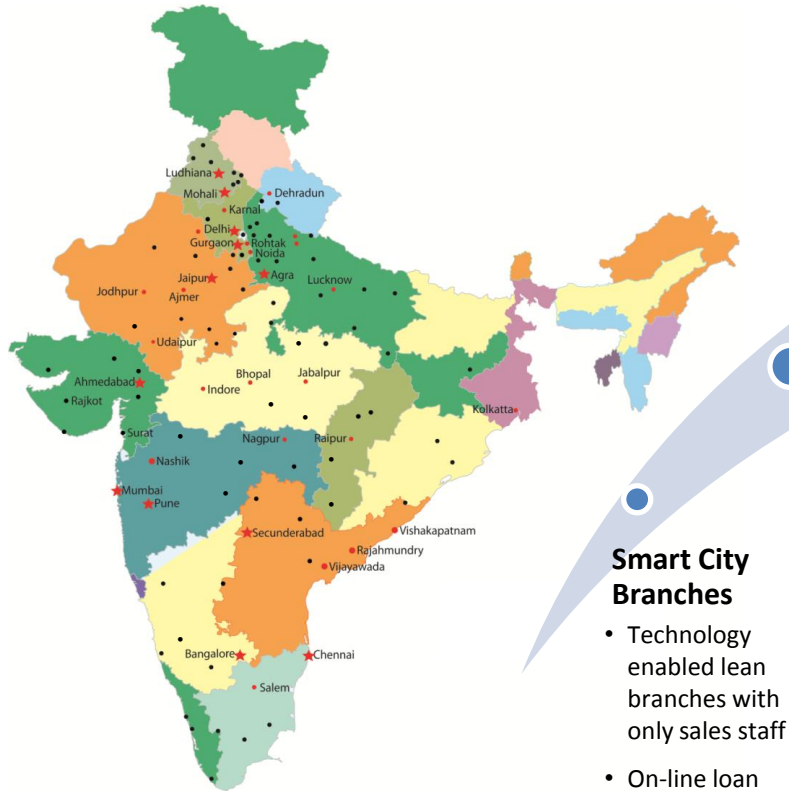 Ludhiana
Mohali
Dehradun
Karnal
Delhi
Gurgaon
Rohtak
Noida
Jaipur
Agra
Jodhpur
Ajmer
Lucknow
Udaipur
Bhopal
Jabalpur
Ahmedabad
Indore
Rajkot
Kolkatta
Surat
Nagpur
Raipur
Nashik
Mumbai
Pune
Secunderabad
Vishakapatnam
Rajahmundry
Vijayawada
Smart City
Branches
• Technology
enabled lean
branches with
only sales staff
• On-line loan
Bangalore
Chennai
Salem